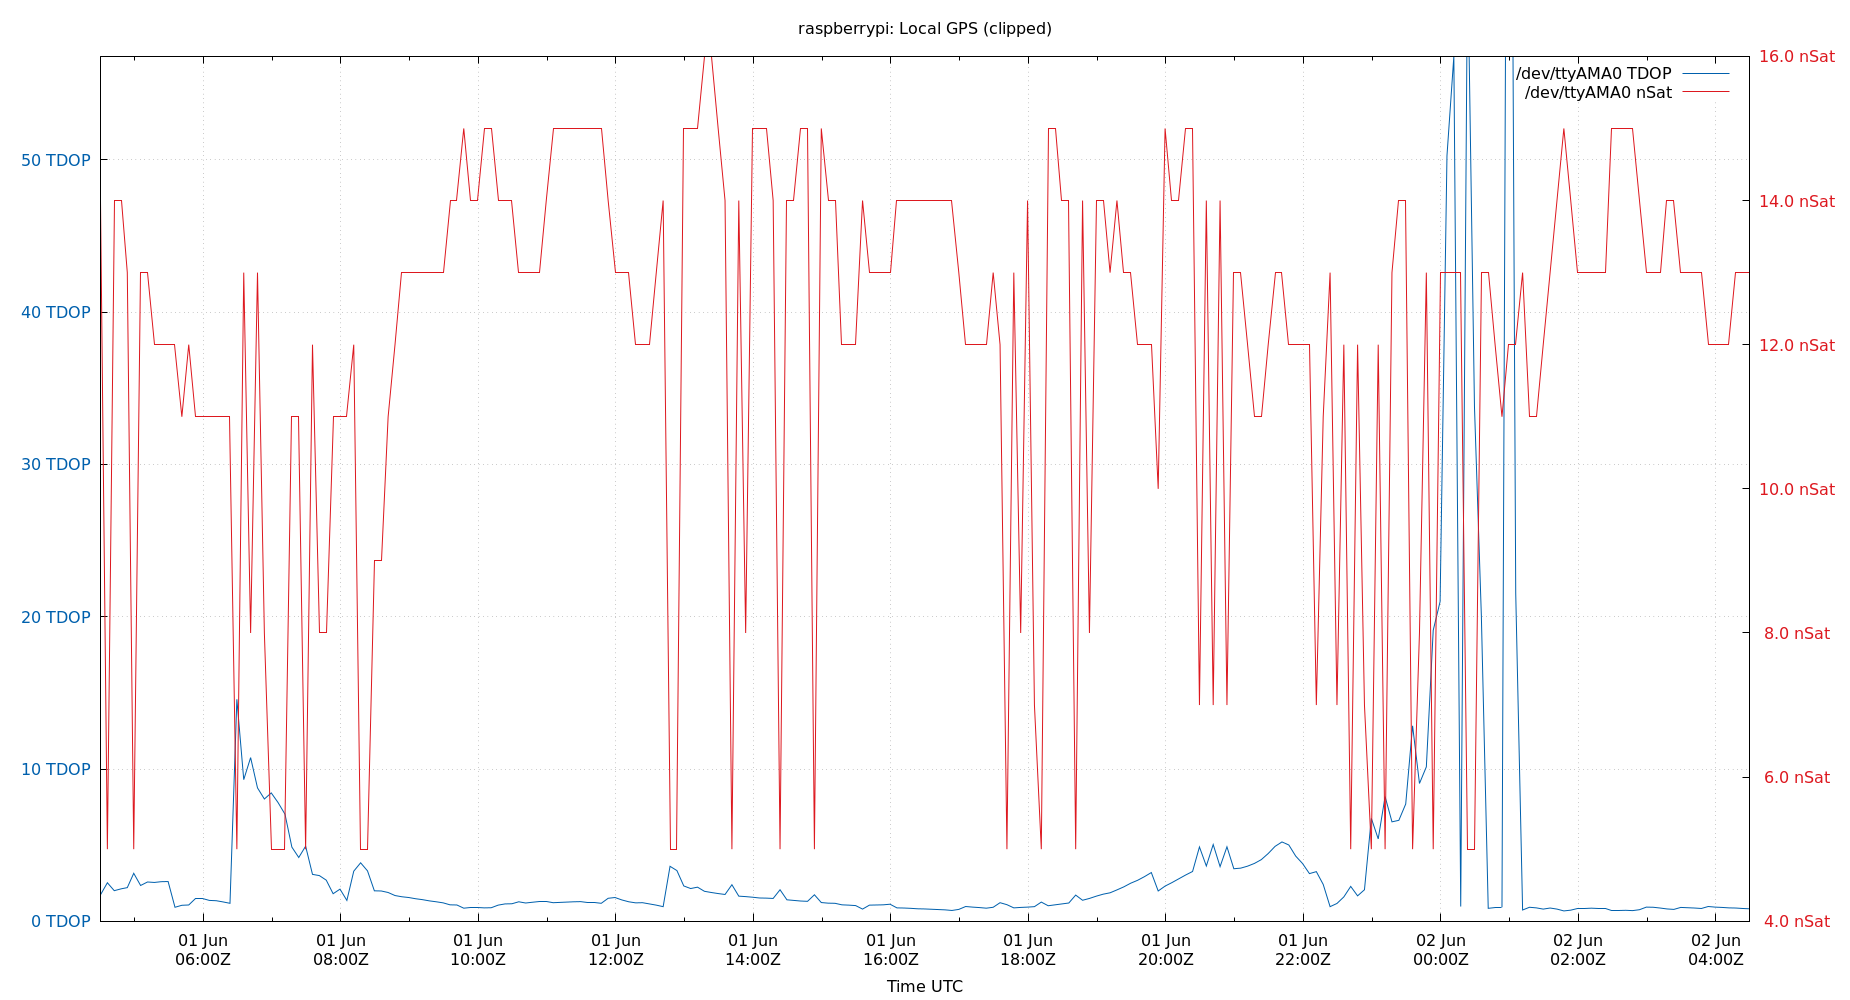 raspberrypi: Local GPS (clipped)
16.0 nSat
/dev/ttyAMA0 TDOP
/dev/ttyAMA0 nSat
50 TDOP
14.0 nSat
40 TDOP
12.0 nSat
30 TDOP
10.0 nSat
20 TDOP
8.0 nSat
10 TDOP
6.0 nSat
0 TDOP
4.0 nSat
01 Jun 01 Jun 01 Jun 01 Jun 01 Jun 01 Jun 01 Jun 01 Jun 01 Jun 02 Jun 02 Jun 02 Jun
06:00Z 08:00Z 10:00Z 12:00Z 14:00Z 16:00Z 18:00Z 20:00Z 22:00Z 00:00Z 02:00Z 04:00Z
Time UTC